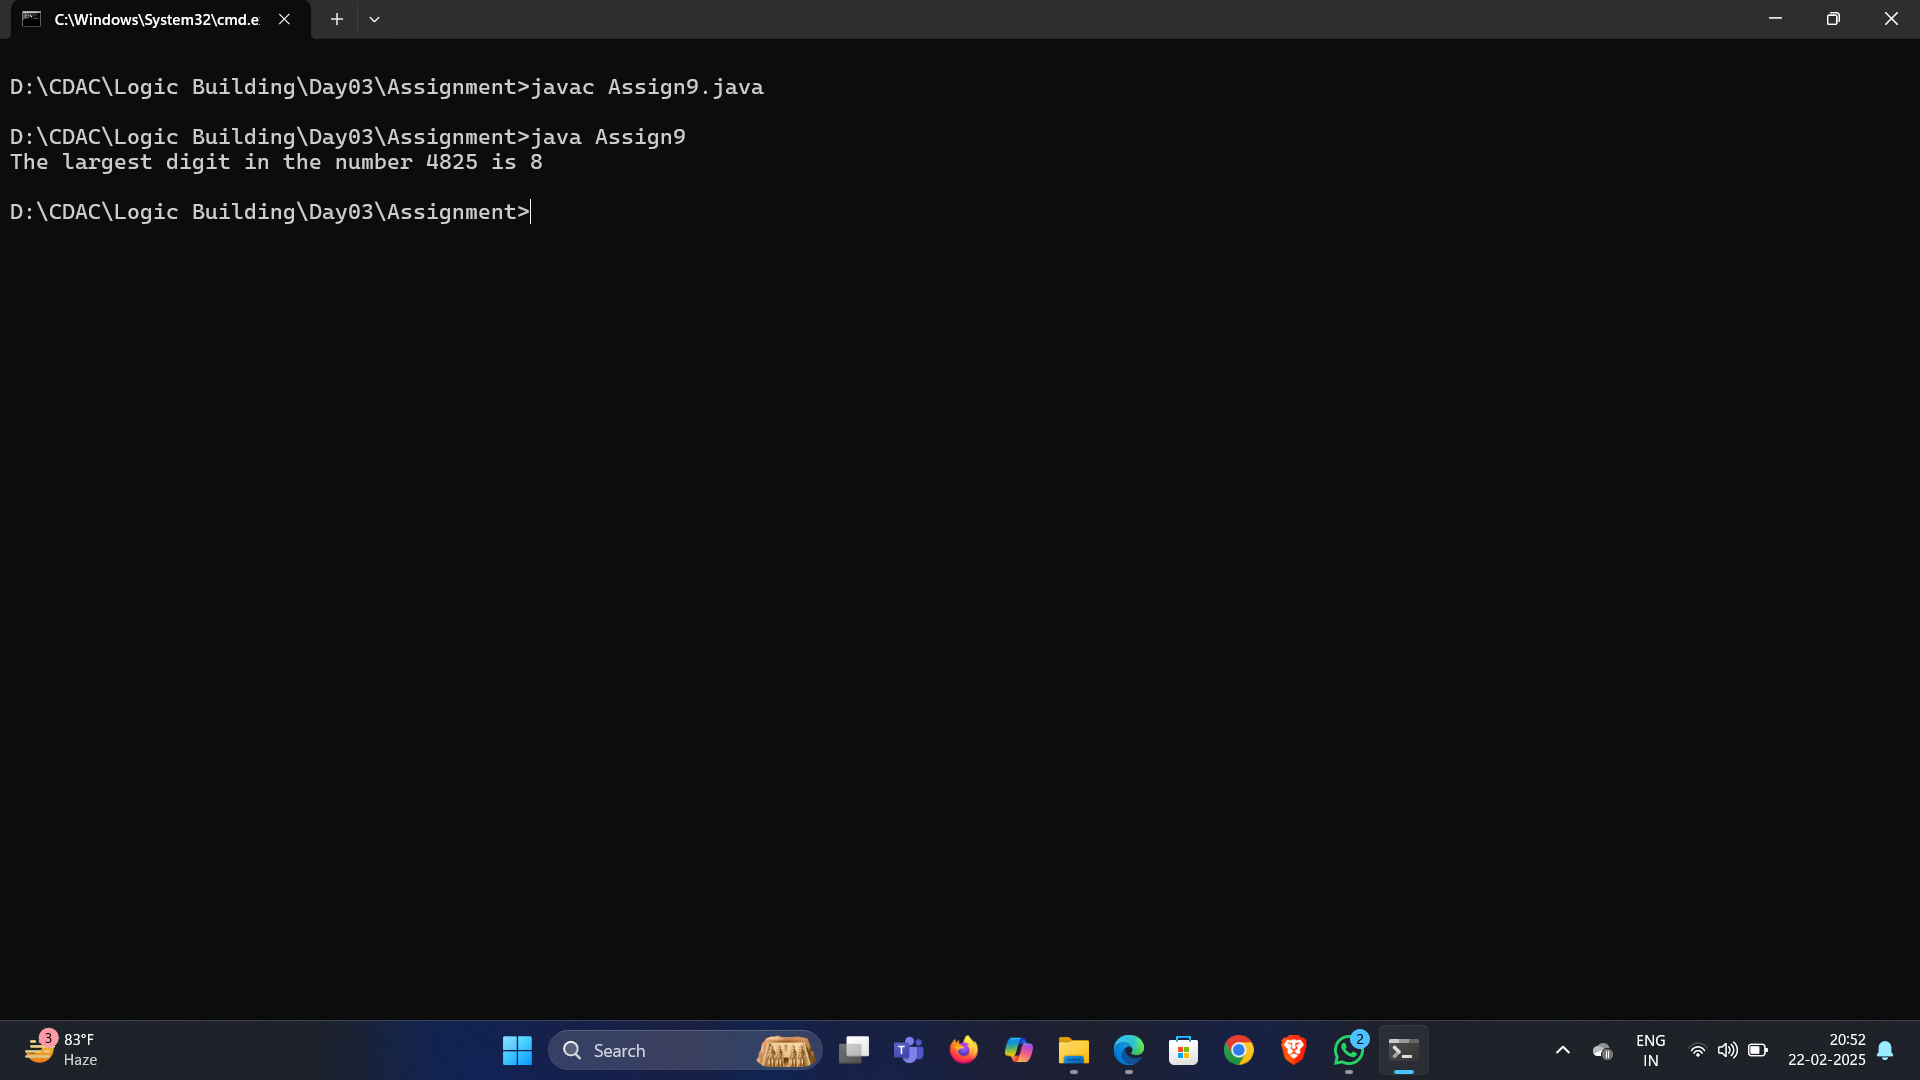 C:\Windows\System32\cmd.e
D:\CDAC\Logic Building\Day03\Assignment>javac Assign9.java
D:\CDAC\Logic Building\Day03\Assignment>java Assign9
The largest digit in the number 4825 is 8
D:\CDAC\Logic Building\Day03\Assignment>
3
83°F
Haze
Search
T
2
ENG
IN
20:52
22-02-2025